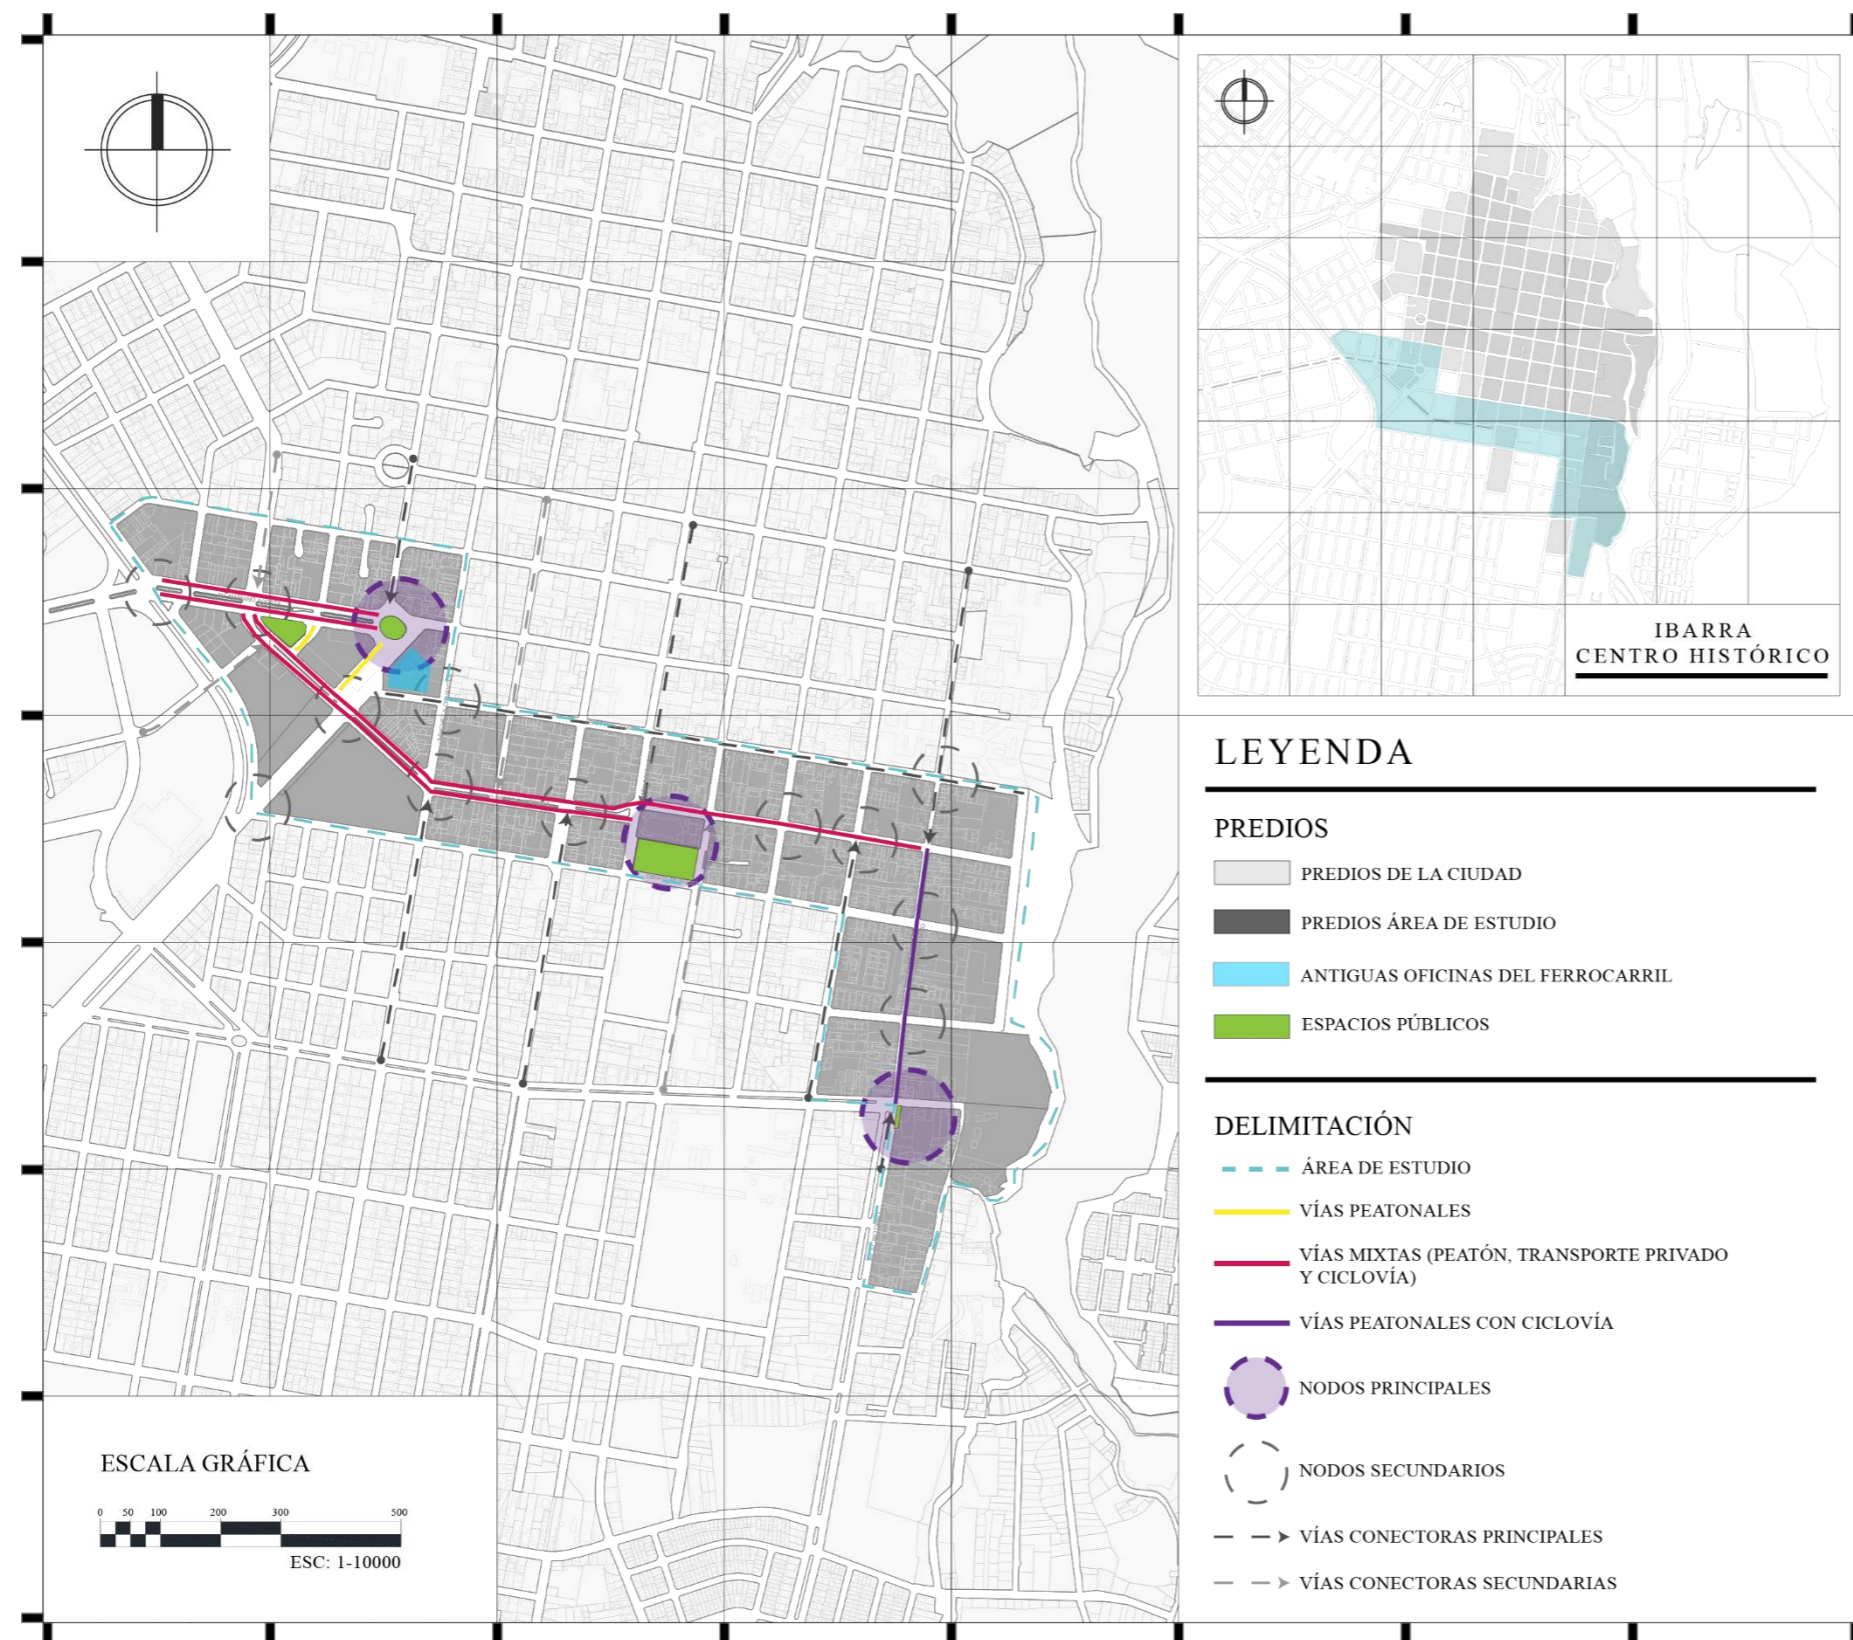 IBARRA
CENTRO HISTÓRICO
LEYENDA
PREDIOS
PREDIOS DE LA CIUDAD
PREDIOS ÁREA DE ESTUDIO
ANTIGUAS OFICINAS DEL FERROCARRIL
ESPACIOS PÚBLICOS
DELIMITACIÓN
ÁREA DE ESTUDIO
VÍAS PEATONALES
VÍAS MIXTAS (PEATÓN, TRANSPORTE PRIVADO
Y CICLOVÍA)
VÍAS PEATONALES CON CICLOVÍA
NODOS PRINCIPALES
NODOS SECUNDARIOS
VÍAS CONECTORAS PRINCIPALES
VÍAS CONECTORAS SECUNDARIAS
ESCALA GRÁFICA
0 50 100 200 300 500
ESC: 1-10000